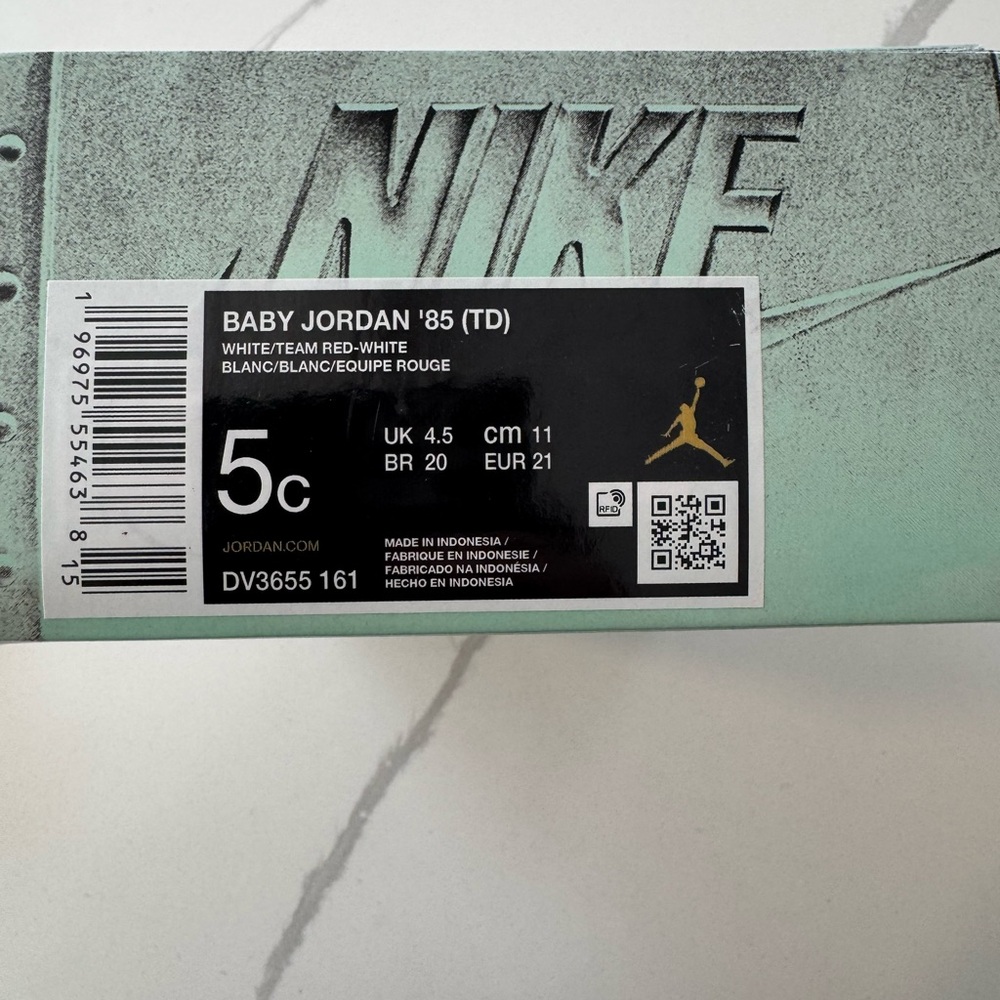 NIKE
1 96975 55463 8 15
BABY JORDAN '85 (TD)
WHITE/TEAM RED-WHITE
BLANC/BLANC/EQUIPE ROUGE
5C
UK 4.5 cm 11
BR 20 EUR 21
RFID
JORDAN.COM
DV3655 161
MADE IN INDONESIA /
FABRIQUE EN INDONESIE /
FABRICADO NA INDONÉSIA /
HECHO EN INDONESIA